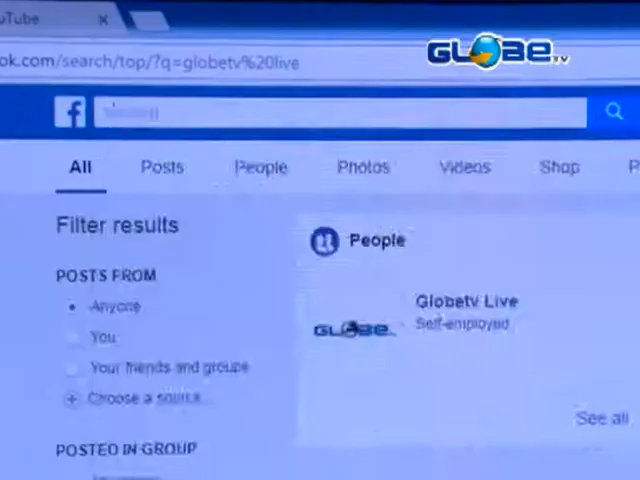 uTube
ok.com/search/top/?q=globetv%20live
GLOBE TV
f
All Posts People Photos Videos Shop P
Filter results
People
POSTS FROM
Anyone
Globetv Live
You
Self-employed
GLOBE
Your friends and groups
Choose a source...
See all
POSTED IN GROUP